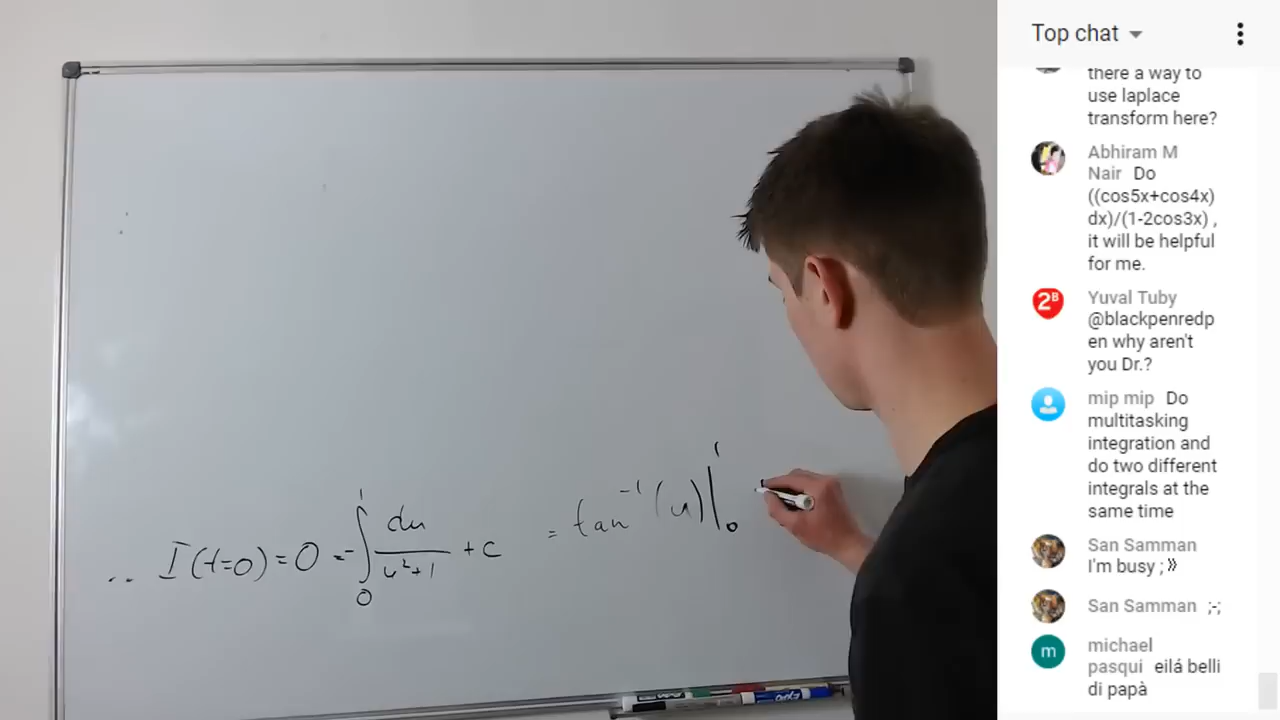 I(t=0) = 0 = -∫₀¹ du/(u²+1) + c = tan⁻¹(u)|₀¹
Top chat
there a way to
use laplace
transform here?
Abhiram M
Nair Do
((cos5x+cos4x)
dx)/(1-2cos3x) ,
it will be helpful
for me.
Yuval Tuby
@blackpenredp
en why aren't
you Dr.?
mip mip Do
multitasking
integration and
do two different
integrals at the
same time
San Samman
I'm busy ;
San Samman ;-;
michael
pasqui eilá belli
di papà
m
2B
EXPO